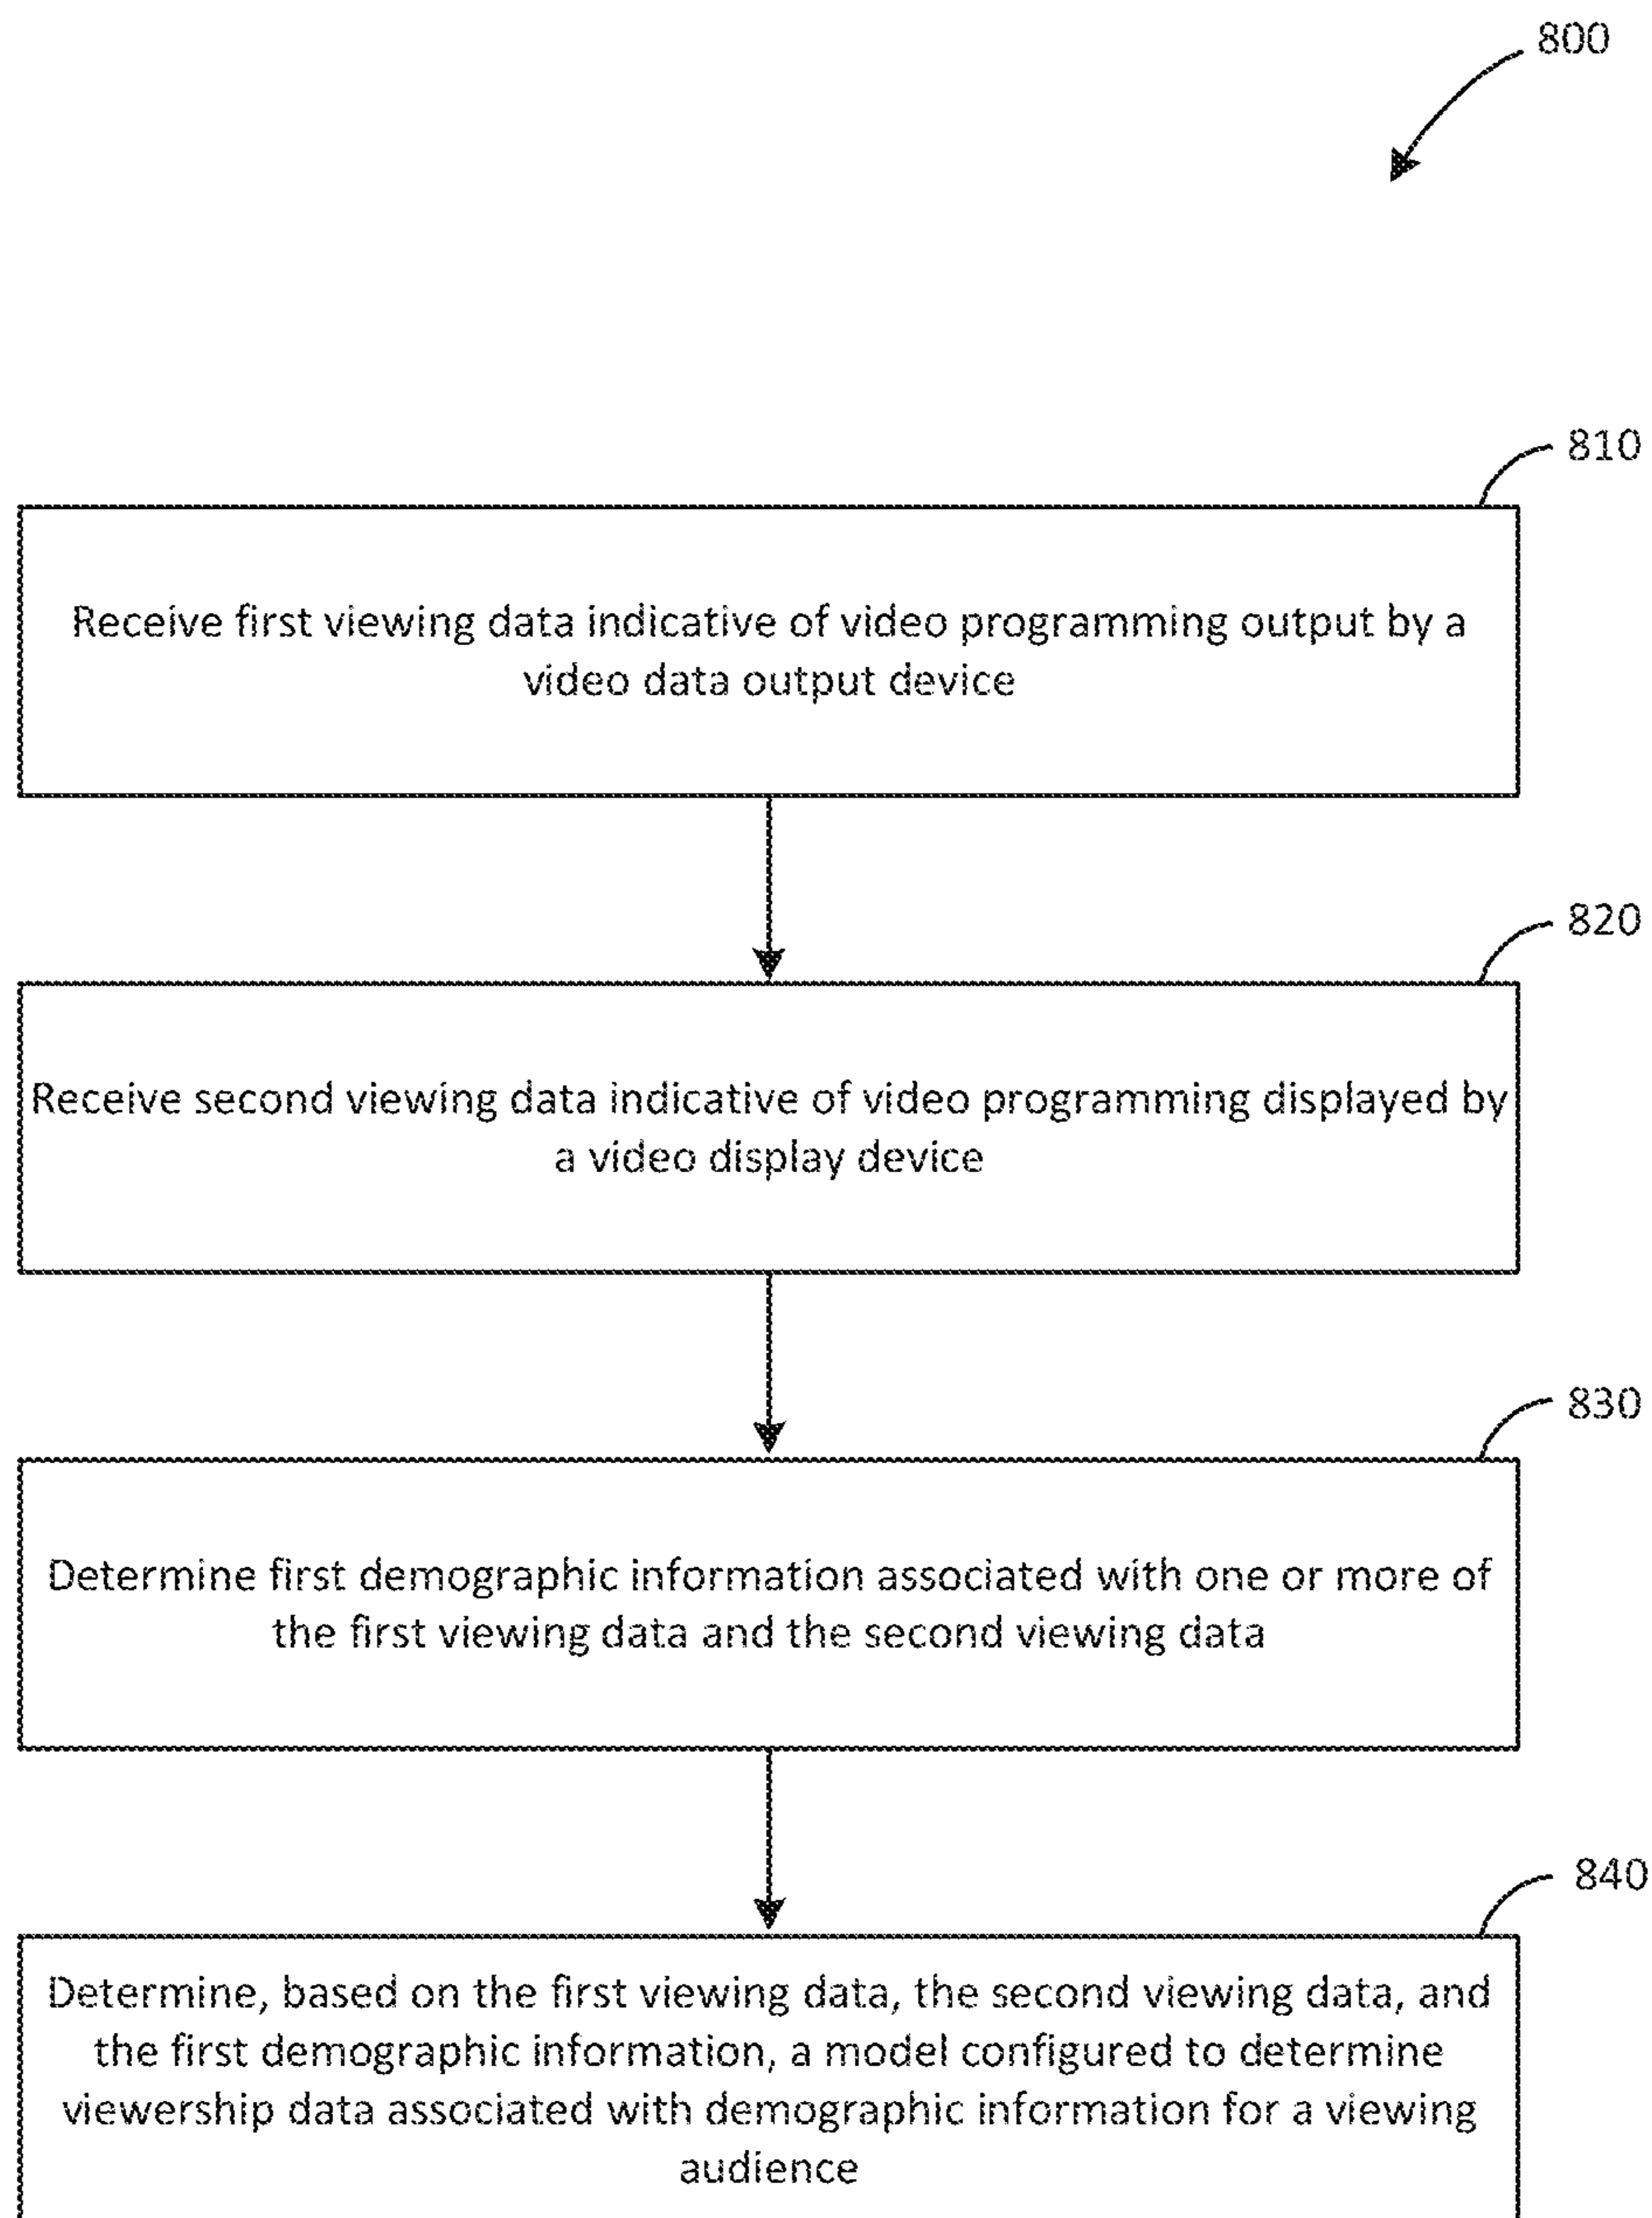 800
810
Receive first viewing data indicative of video programming output by a
video data output device
820
Receive second viewing data indicative of video programming displayed by
a video display device
830
Determine first demographic information associated with one or more of
the first viewing data and the second viewing data
840
Determine, based on the first viewing data, the second viewing data, and
the first demographic information, a model configured to determine
viewership data associated with demographic information for a viewing
audience